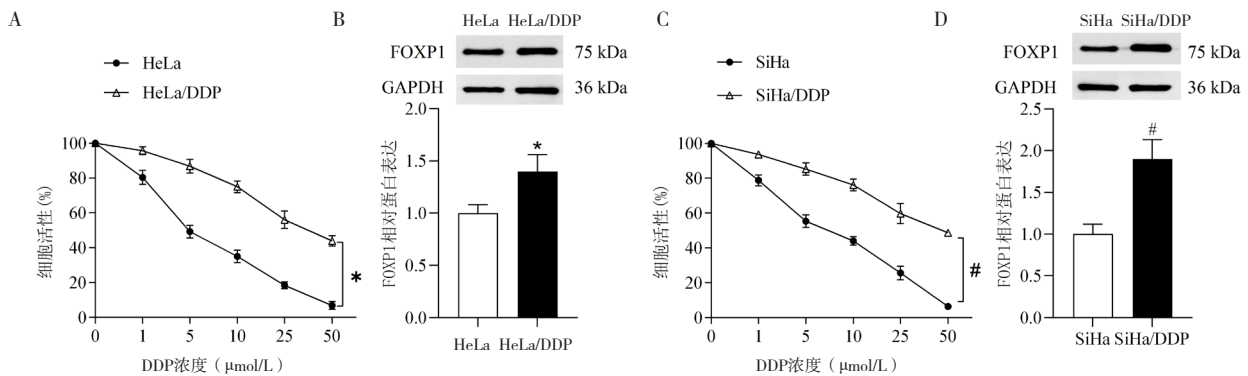 A
HeLa
HeLa/DDP
细胞活性(%)
100
80
60
40
20
0
0 1 5 10 25 50
*
DDP浓度（μmol/L）
B
HeLa HeLa/DDP
FOXP1 75 kDa
GAPDH 36 kDa
FOXP1相对蛋白表达
2.0
1.5
1.0
0.5
0.0
*
HeLa HeLa/DDP
C
SiHa
SiHa/DDP
细胞活性(%)
100
80
60
40
20
0
0 1 5 10 25 50
#
DDP浓度（μmol/L）
D
SiHa SiHa/DDP
FOXP1 75 kDa
GAPDH 36 kDa
FOXP1相对蛋白表达
2.5
2.0
1.5
1.0
0.5
0.0
#
SiHa SiHa/DDP